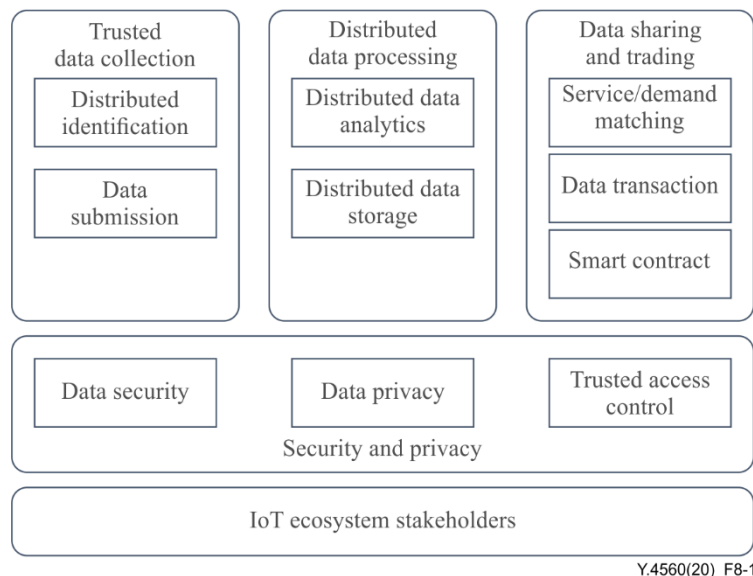 Trusted
data collection
Distributed
identification
Data
submission
Distributed
data processing
Distributed data
analytics
Distributed data
storage
Data sharing
and trading
Service/demand
matching
Data transaction
Smart contract
Data security
Data privacy
Trusted access
control
Security and privacy
IoT ecosystem stakeholders
Y.4560(20)_F8-1